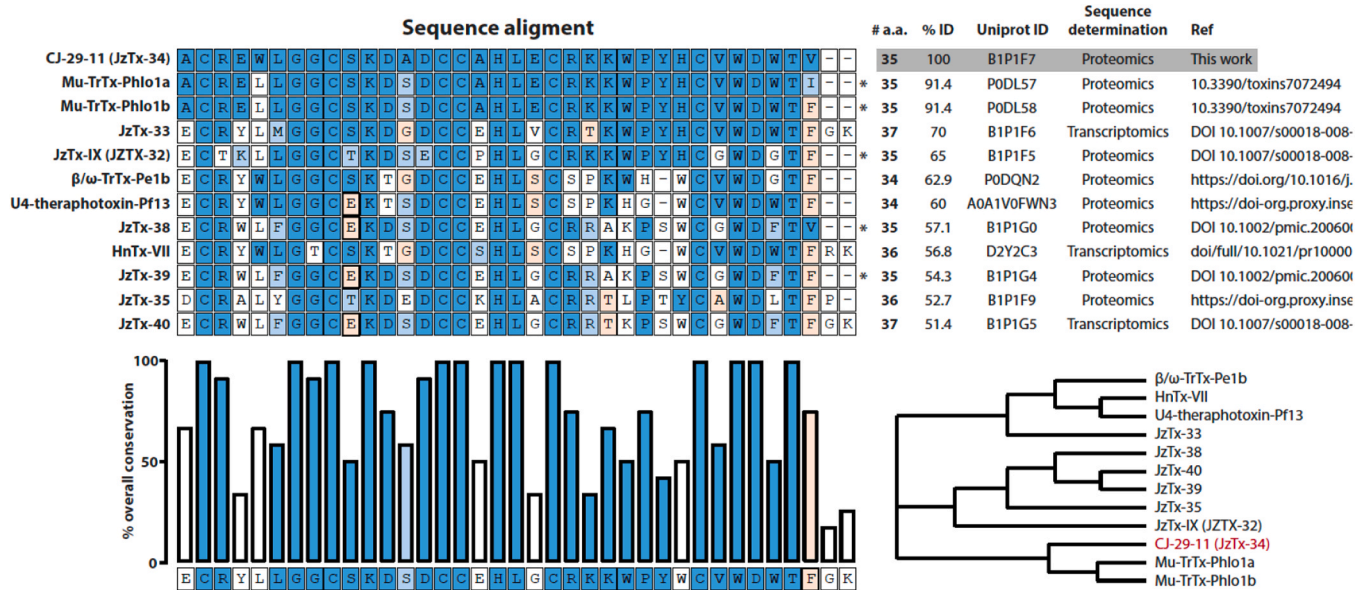 Sequence aligment
# a.a. % ID Uniprot ID Sequence determination Ref
CJ-29-11 (JzTx-34) A C R E W L G G C S K D A D C C A H L E C R K K W P Y H C V W D W T V - - 35 100 B1P1F7 Proteomics This work
Mu-TrTx-Phlo1a A C R E L L G G C S K D S D C C A H L E C R K K W P Y H C V W D W T I - - * 35 91.4 P0DL57 Proteomics 10.3390/toxins7072494
Mu-TrTx-Phlo1b A C R E L L G G C S K D S D C C A H L E C R K K W P Y H C V W D W T F - - * 35 91.4 P0DL58 Proteomics 10.3390/toxins7072494
JzTx-33 E C R Y L M G G C S K D G D C C E H L V C R T K W P Y H C V W D W T F G K 37 70 B1P1F6 Transcriptomics DOI 10.1007/s00018-008-
JzTx-IX (JZTX-32) E C T K L L G G C T K D S E C C P H L G C R K K W P Y H C G W D G T F - - * 35 65 B1P1F5 Proteomics DOI 10.1007/s00018-008-
β/ω-TrTx-Pe1b E C R Y W L G G C S K T G D C C E H L S C S P K W H - W C V W D G T F - - 34 62.9 P0DQN2 Proteomics https://doi.org/10.1016/j.
U4-theraphotoxin-Pf13 E C R Y W L G G C E K T S D C C E H L S C S P K H G - W C V W D W T F - - 34 60 A0A1V0FWN3 Proteomics https://doi-org.proxy.inse
JzTx-38 E C R W L F G G C E K D S D C C E H L G C R R A K P S W C G W D F T V - - * 35 57.1 B1P1G0 Proteomics DOI 10.1002/pmic.20060
HnTx-VII E C R Y W L G T C S K T G D C C S H L S C S P K H G - W C V W D W T F R K 36 56.8 D2Y2C3 Transcriptomics doi/full/10.1021/pr10000
JzTx-39 E C R W L F G G C E K D S D C C E H L G C R R A K P S W C G W D F T F - - * 35 54.3 B1P1G4 Proteomics DOI 10.1002/pmic.20060
JzTx-35 D C R A L Y G G C T K D E D C C K H L A C R R T L P T Y C A W D L T F P - 36 52.7 B1P1F9 Proteomics https://doi-org.proxy.inse
JzTx-40 E C R W L F G G C E K D S D C C E H L G C R R T K P S W C G W D F T F G K 37 51.4 B1P1G5 Transcriptomics DOI 10.1007/s00018-008-
% overall conservation
100
50
0
E C R Y L L G G C S K D S D C C E H L G C R K K W P Y W C V W D W T F G K
β/ω-TrTx-Pe1b
HnTx-VII
U4-theraphotoxin-Pf13
JzTx-33
JzTx-38
JzTx-40
JzTx-39
JzTx-35
JzTx-IX (JZTX-32)
CJ-29-11 (JzTx-34)
Mu-TrTx-Phlo1a
Mu-TrTx-Phlo1b